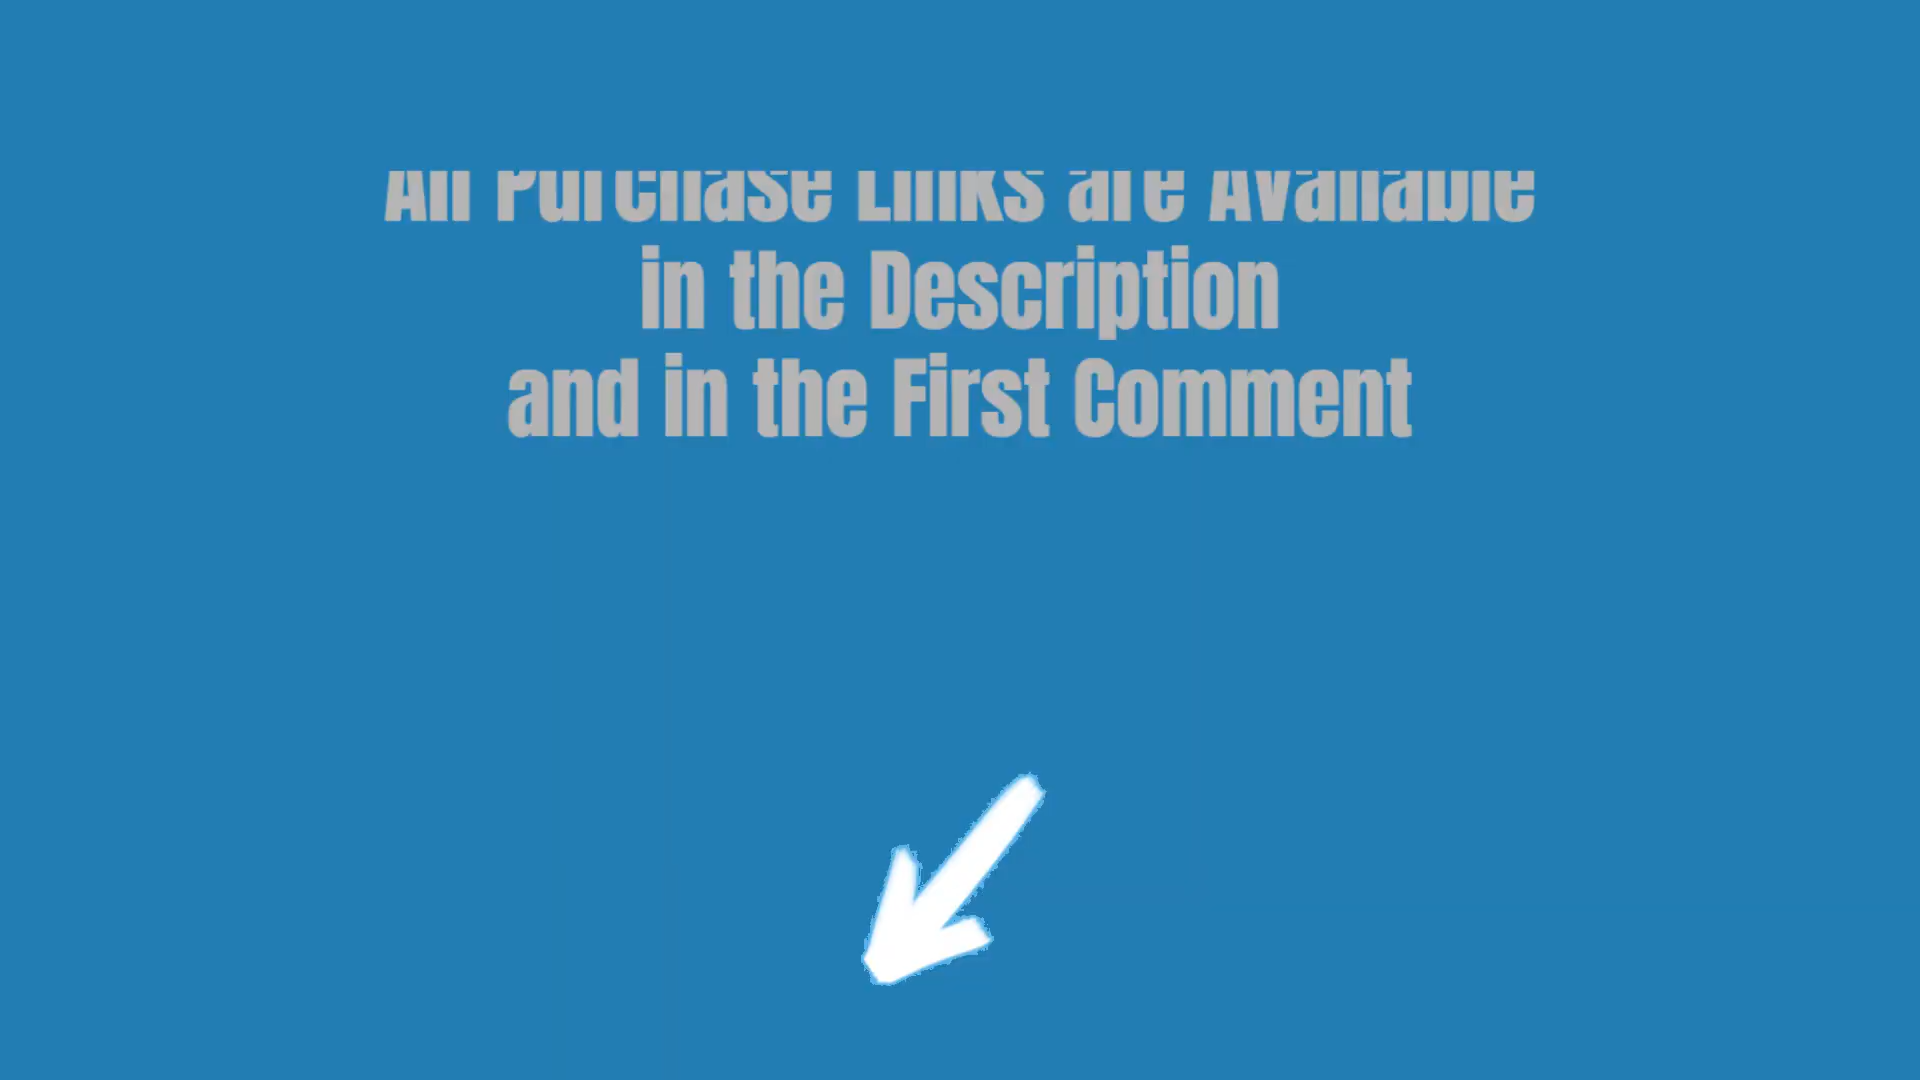 All Purchase Links are Available
in the Description
and in the First Comment